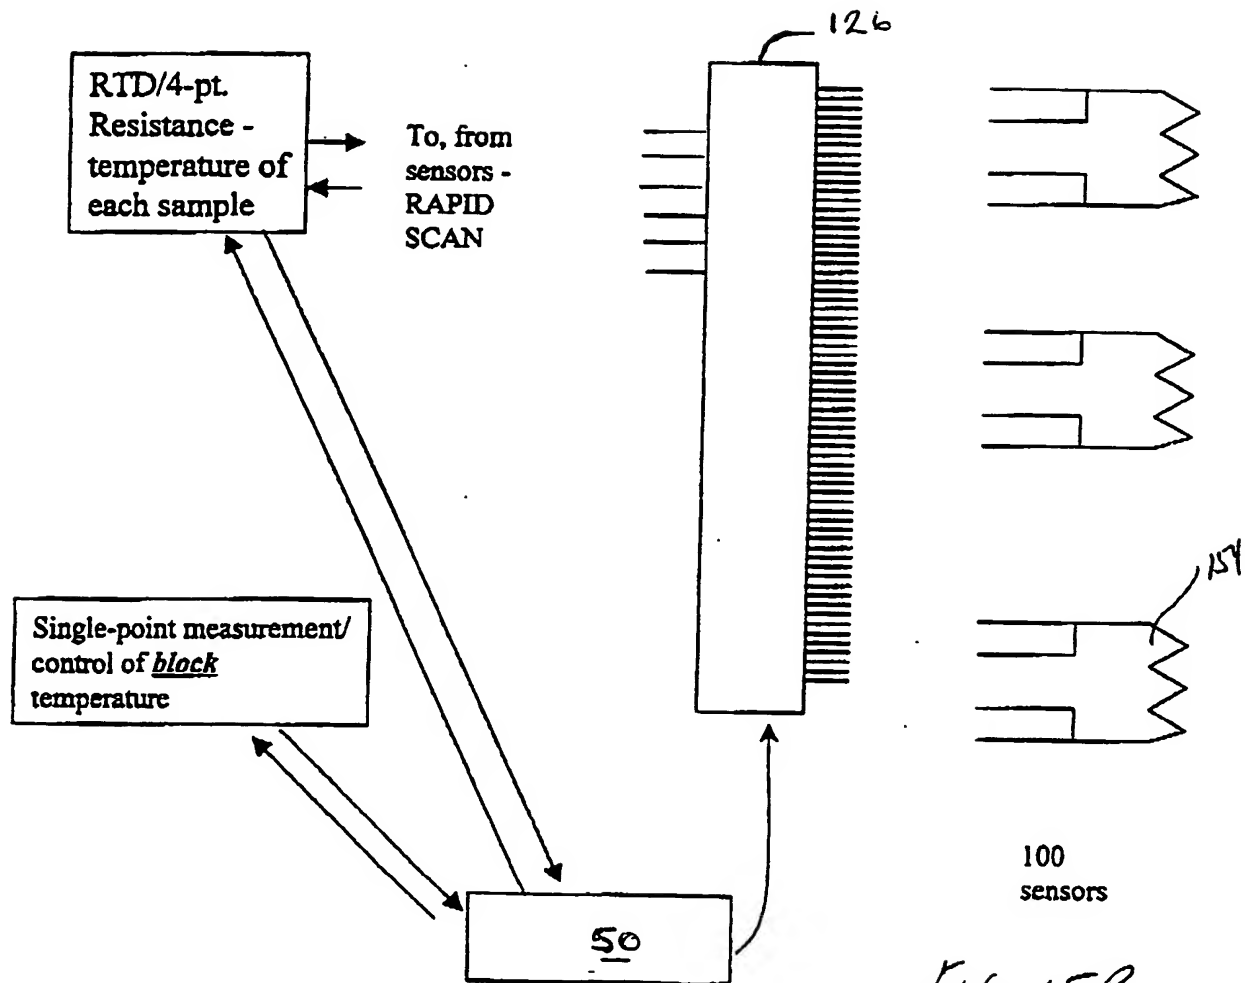 126
RTD/4-pt.
Resistance -
temperature of
each sample
To, from
sensors -
RAPID
SCAN
154
Single-point measurement/
control of block
temperature
100
sensors
50